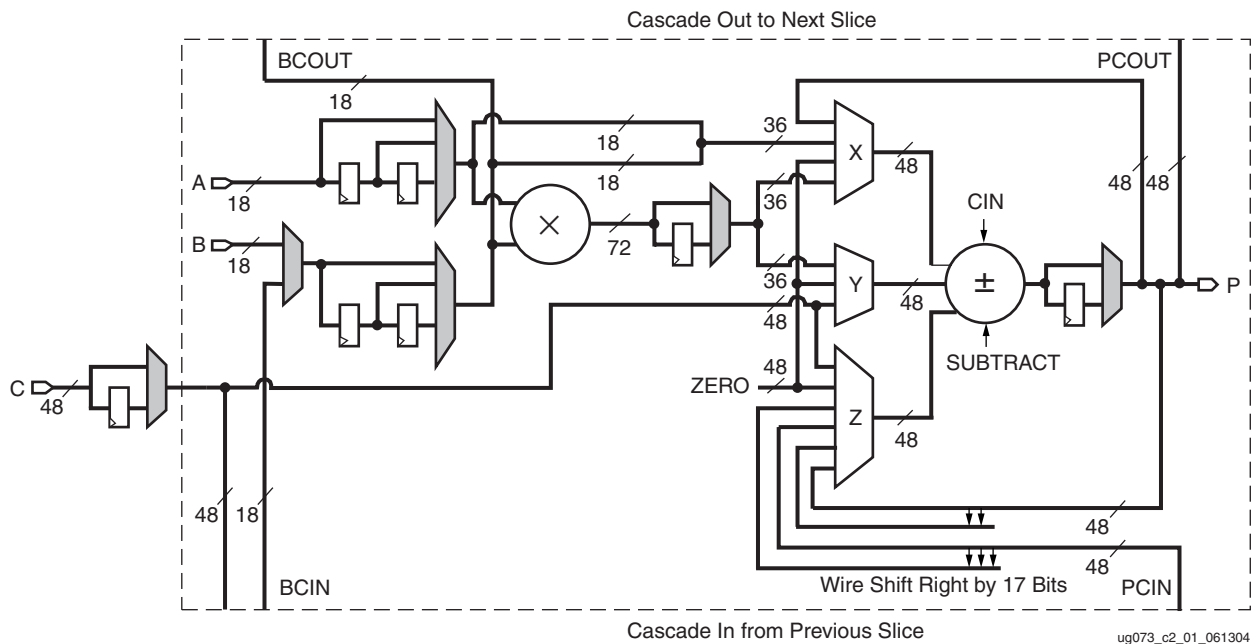 Cascade Out to Next Slice
BCOUT
PCOUT
18
18
36
18
X
48
A
18
18
36
48
48
CIN
×
B
18
72
36
Y
48
±
P
48
SUBTRACT
C
48
48
ZERO
Z
48
48
18
48
48
Wire Shift Right by 17 Bits
BCIN
PCIN
Cascade In from Previous Slice
ug073_c2_01_061304